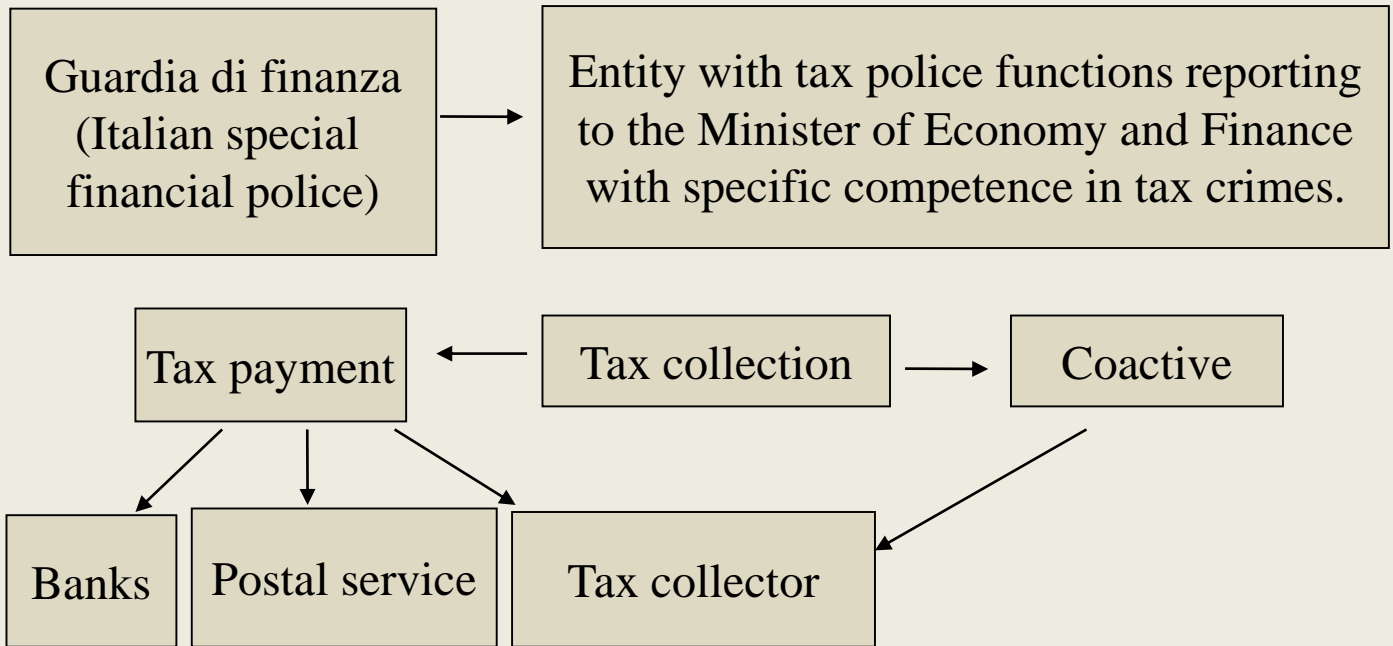 Guardia di finanza
(Italian special
financial police)
Entity with tax police functions reporting
to the Minister of Economy and Finance
with specific competence in tax crimes.
Tax payment
Tax collection
Coactive
Banks
Postal service
Tax collector